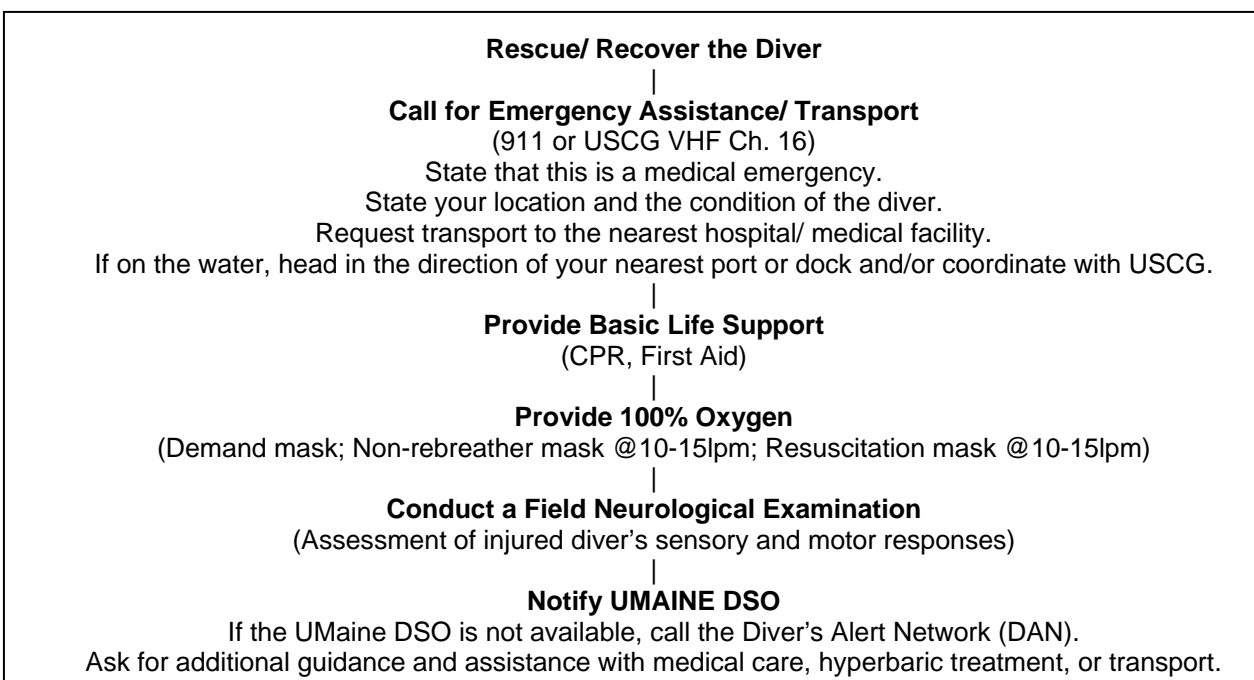 Rescue/ Recover the Diver
|
Call for Emergency Assistance/ Transport
(911 or USCG VHF Ch. 16)
State that this is a medical emergency.
State your location and the condition of the diver.
Request transport to the nearest hospital/ medical facility.
If on the water, head in the direction of your nearest port or dock and/or coordinate with USCG.
|
Provide Basic Life Support
(CPR, First Aid)
|
Provide 100% Oxygen
(Demand mask; Non-rebreather mask @10-15lpm; Resuscitation mask @10-15lpm)
|
Conduct a Field Neurological Examination
(Assessment of injured diver’s sensory and motor responses)
|
Notify UMAINE DSO
If the UMaine DSO is not available, call the Diver’s Alert Network (DAN).
Ask for additional guidance and assistance with medical care, hyperbaric treatment, or transport.